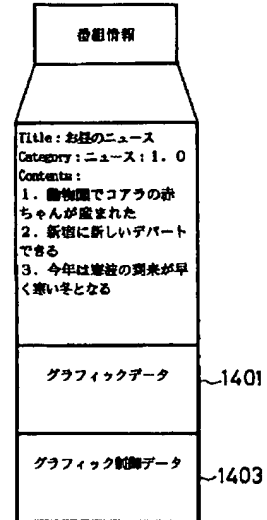 番組情報
Title:お昼のニュース
Category:ニュース:1.0
Contents:
1.動物園でコアラの赤
ちゃんが産まれた
2.新宿に新しいデパート
できる
3.今年は寒波の到来が早
く寒い冬となる
グラフィックデータ
1401
グラフィック制御データ
1403